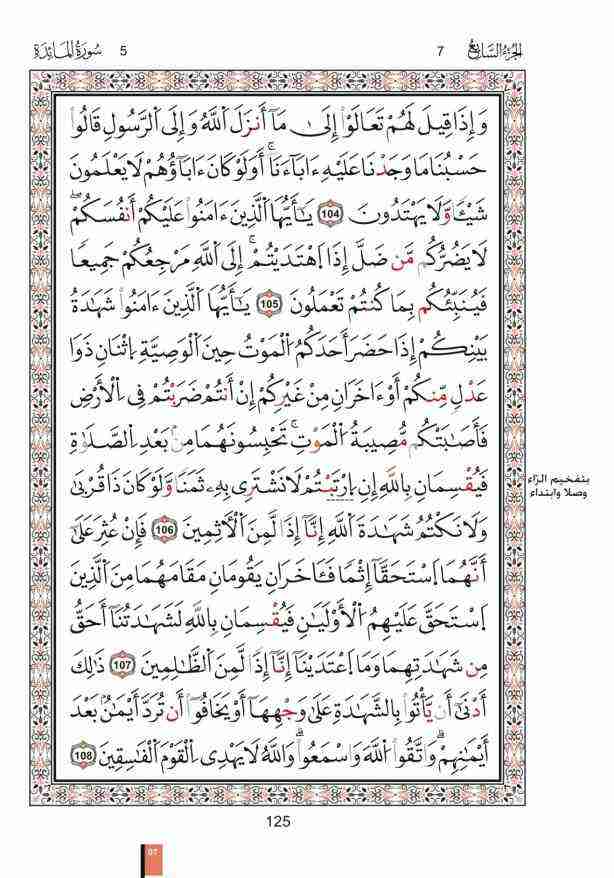 الجزء السابع
7
5
سورة المائدة
وَإِذَا قِيلَ لَهُمْ تَعَالَوْاْ إِلَىٰ مَآ أَنزَلَ ٱللَّهُ وَإِلَى ٱلرَّسُولِ قَالُواْ
حَسْبُنَا مَا وَجَدْنَا عَلَيْهِ ءَابَآءَنَا أَوَلَوْ كَانَ ءَابَآؤُهُمْ لَا يَعْلَمُونَ
شَيْـًٔا وَلَا يَهْتَدُونَ 104 يَـٰٓأَيُّهَا ٱلَّذِينَ ءَامَنُواْ عَلَيْكُمْ أَنفُسَكُمْ
لَا يَضُرُّكُم مَّن ضَلَّ إِذَا ٱهْتَدَيْتُمْ إِلَى ٱللَّهِ مَرْجِعُكُمْ جَمِيعًا
فَيُنَبِّئُكُم بِمَا كُنتُمْ تَعْمَلُونَ 105 يَـٰٓأَيُّهَا ٱلَّذِينَ ءَامَنُواْ شَهَـٰدَةُ
بَيْنِكُمْ إِذَا حَضَرَ أَحَدَكُمُ ٱلْمَوْتُ حِينَ ٱلْوَصِيَّةِ ٱثْنَانِ ذَوَا
عَدْلٍ مِّنكُمْ أَوْ ءَاخَرَانِ مِنْ غَيْرِكُمْ إِنْ أَنتُمْ ضَرَبْتُمْ فِي ٱلْأَرْضِ
فَأَصَـٰبَتْكُم مُّصِيبَةُ ٱلْمَوْتِ تَحْبِسُونَهُمَا مِنۢ بَعْدِ ٱلصَّلَوٰةِ
فَيُقْسِمَانِ بِٱللَّهِ إِنِ ٱرْتَبْتُمْ لَا نَشْتَرِي بِهِۦ ثَمَنًا وَلَوْ كَانَ ذَا قُرْبَىٰ
وَلَا نَكْتُمُ شَهَـٰدَةَ ٱللَّهِ إِنَّآ إِذًا لَّمِنَ ٱلْأَثِمِينَ 106 فَإِنْ عُثِرَ عَلَىٰٓ
أَنَّهُمَا ٱسْتَحَقَّآ إِثْمًا فَـَٔاخَرَانِ يَقُومَانِ مَقَامَهُمَا مِنَ ٱلَّذِينَ
ٱسْتَحَقَّ عَلَيْهِمُ ٱلْأَوْلَيَـٰنِ فَيُقْسِمَانِ بِٱللَّهِ لَشَهَـٰدَتُنَآ أَحَقُّ
مِن شَهَـٰدَتِهِمَا وَمَا ٱعْتَدَيْنَآ إِنَّآ إِذًا لَّمِنَ ٱلظَّـٰلِمِينَ 107 ذَٰلِكَ
أَدْنَىٰٓ أَن يَأْتُواْ بِٱلشَّهَـٰدَةِ عَلَىٰ وَجْهِهَآ أَوْ يَخَافُوٓاْ أَن تُرَدَّ أَيْمَـٰنٌۢ بَعْدَ
أَيْمَـٰنِهِمْ وَٱتَّقُواْ ٱللَّهَ وَٱسْمَعُواْ وَٱللَّهُ لَا يَهْدِي ٱلْقَوْمَ ٱلْفَـٰسِقِينَ 108
بتفخيم الراء
وصلا وابتداء
125
07